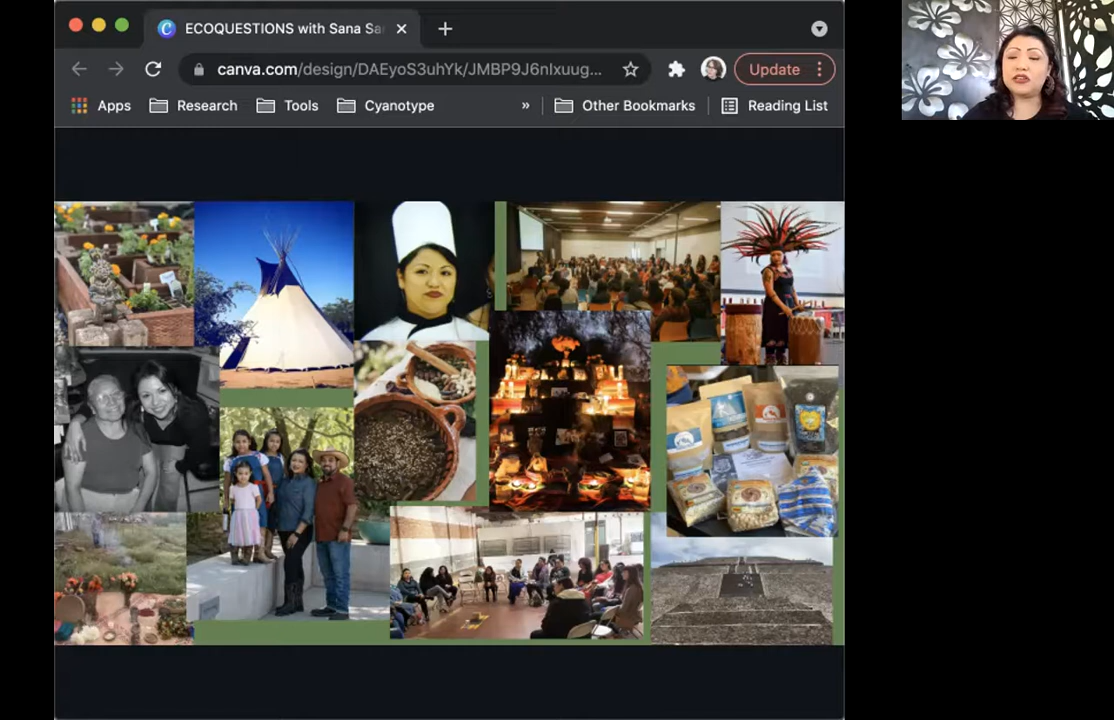 ECOQUESTIONS with Sana Sa
canva.com/design/DAEyoS3uhYk/JMBP9J6nIxuug...
Update
Apps
Research
Tools
Cyanotype
»
Other Bookmarks
Reading List